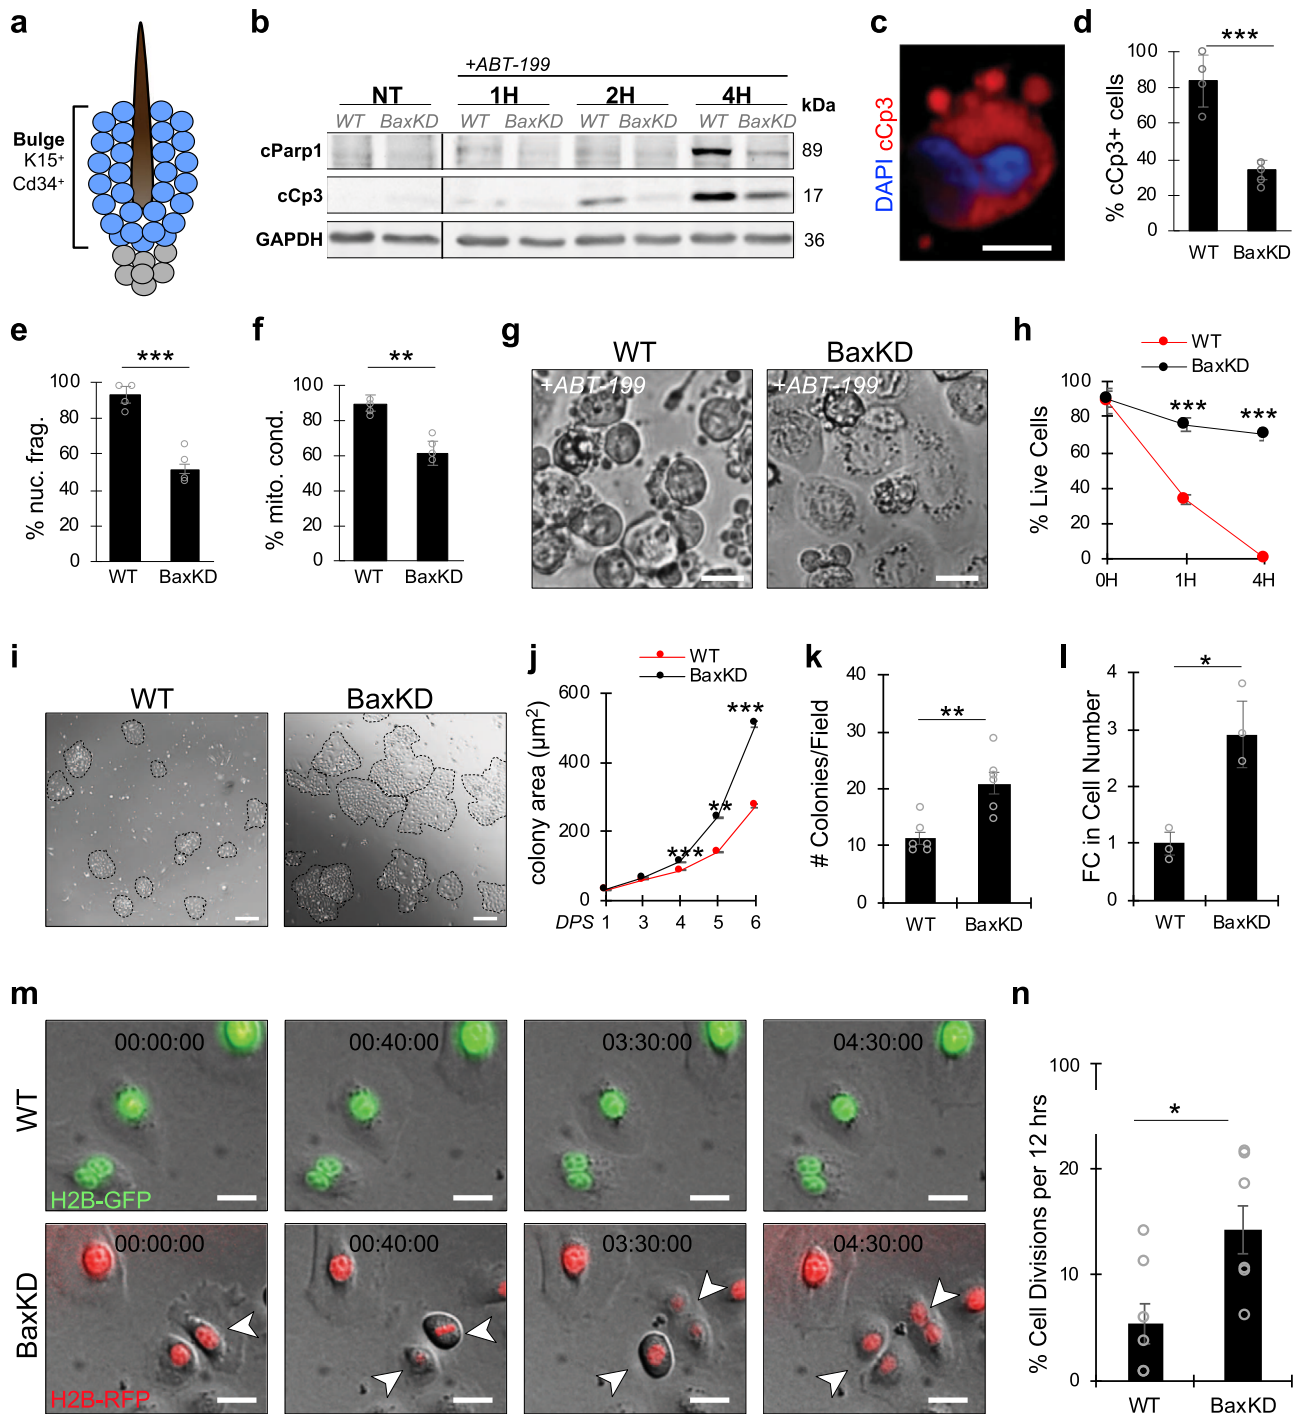 a
Bulge
K15+
Cd34+
b
+ABT-199
NT 1H 2H 4H kDa
WT BaxKD WT BaxKD WT BaxKD WT BaxKD
cParp1 89
cCp3 17
GAPDH 36
c
DAPI cCp3
d
***
% cCp3+ cells
100
80
60
40
20
0
WT BaxKD
e
***
% nuc. frag.
100
80
60
40
20
0
WT BaxKD
f
**
% mito. cond.
100
80
60
40
20
0
WT BaxKD
g
WT BaxKD
+ABT-199 +ABT-199
h
WT
BaxKD
% Live Cells
100
80
60
40
20
0
*** ***
0H 1H 4H
i
WT BaxKD
j
WT
BaxKD
colony area (µm²)
600
400
200
0
***
**
***
DPS 1 3 4 5 6
k
**
# Colonies/Field
40
30
20
10
0
WT BaxKD
l
*
FC in Cell Number
4
3
2
1
0
WT BaxKD
m
WT
00:00:00 00:40:00 03:30:00 04:30:00
H2B-GFP
BaxKD
00:00:00 00:40:00 03:30:00 04:30:00
H2B-RFP
n
*
% Cell Divisions per 12 hrs
100
20
10
0
WT BaxKD